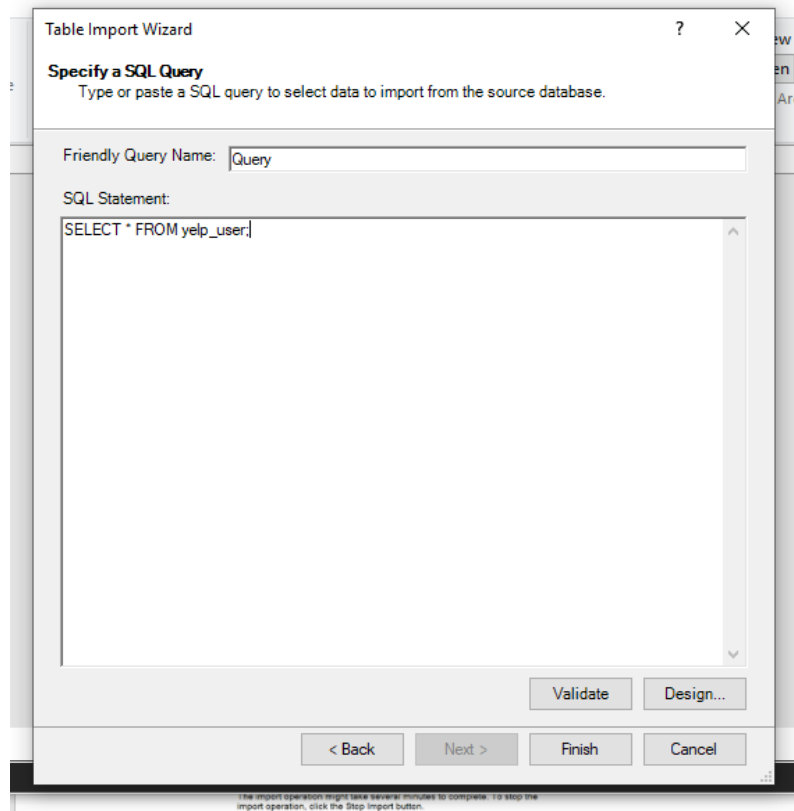 Table Import Wizard
?
Specify a SQL Query
Type or paste a SQL query to select data to import from the source database.
Friendly Query Name:
Query
SQL Statement:
SELECT * FROM yelp_user;
Validate
Design...
< Back
Next >
Finish
Cancel
The import operation might take several minutes to complete. To stop the
import operation, click the Stop Import button.